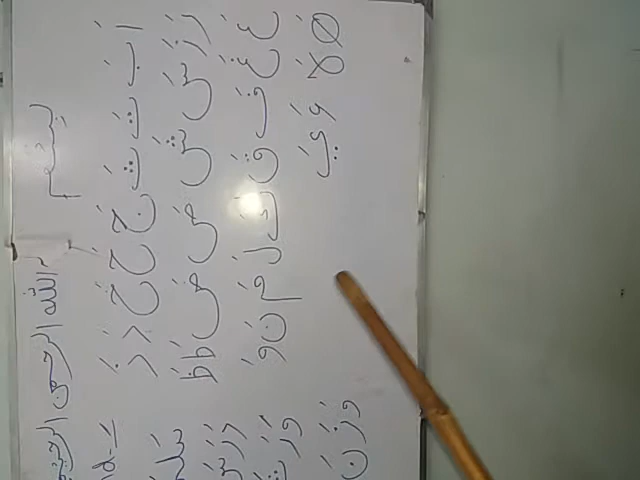 بسم الله الرحمن الرحيم
اَ بَ تَ ثَ جَ حَ خَ دَ ذَ
رَ زَ سَ شَ صَ ضَ طَ ظَ
عَ غَ فَ قَ كَ لَ مَ نَ وَ
هَ لَا ءَ يَ
وَزَنَ